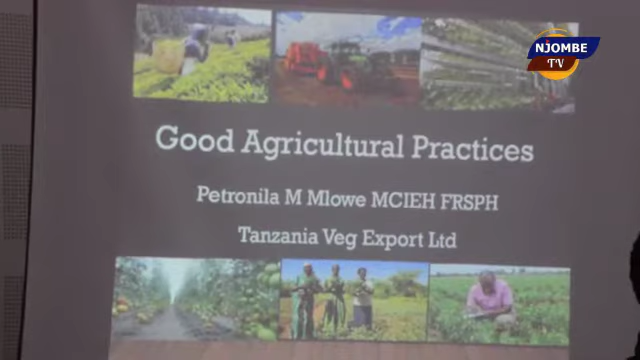 NJOMBE
TV
Good Agricultural Practices
Petronila M Mlowe MCIEH FRSPH
Tanzania Veg Export Ltd